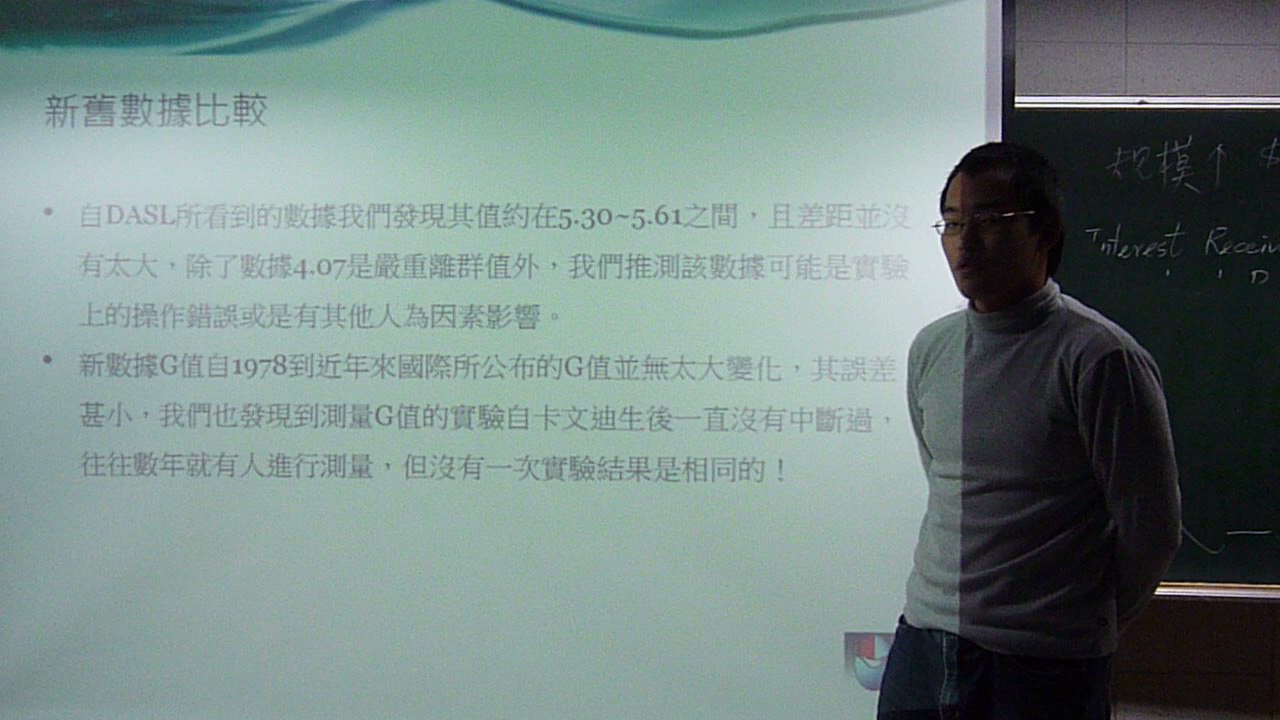 新舊數據比較
• 自DASL所看到的數據我們發現其值約在5.30~5.61之間，且差距並沒
有太大，除了數據4.07是嚴重離群值外，我們推測該數據可能是實驗
上的操作錯誤或是有其他人為因素影響。
• 新數據G值自1978到近年來國際所公布的G值並無太大變化，其誤差
甚小，我們也發現到測量G值的實驗自卡文迪生後一直沒有中斷過，
往往數年就有人進行測量，但沒有一次實驗結果是相同的！
規模↑
Interest Receiv
D